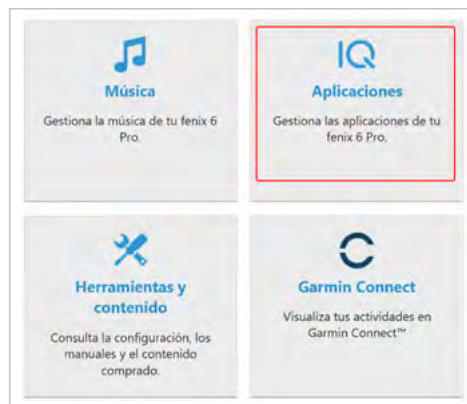 Música
Gestiona la música de tu fenix 6
Pro.
IQ
Aplicaciones
Gestiona las aplicaciones de tu
fenix 6 Pro.
Herramientas y
contenido
Consulta la configuración, los
manuales y el contenido
comprado.
Garmin Connect
Visualiza tus actividades en
Garmin Connect™